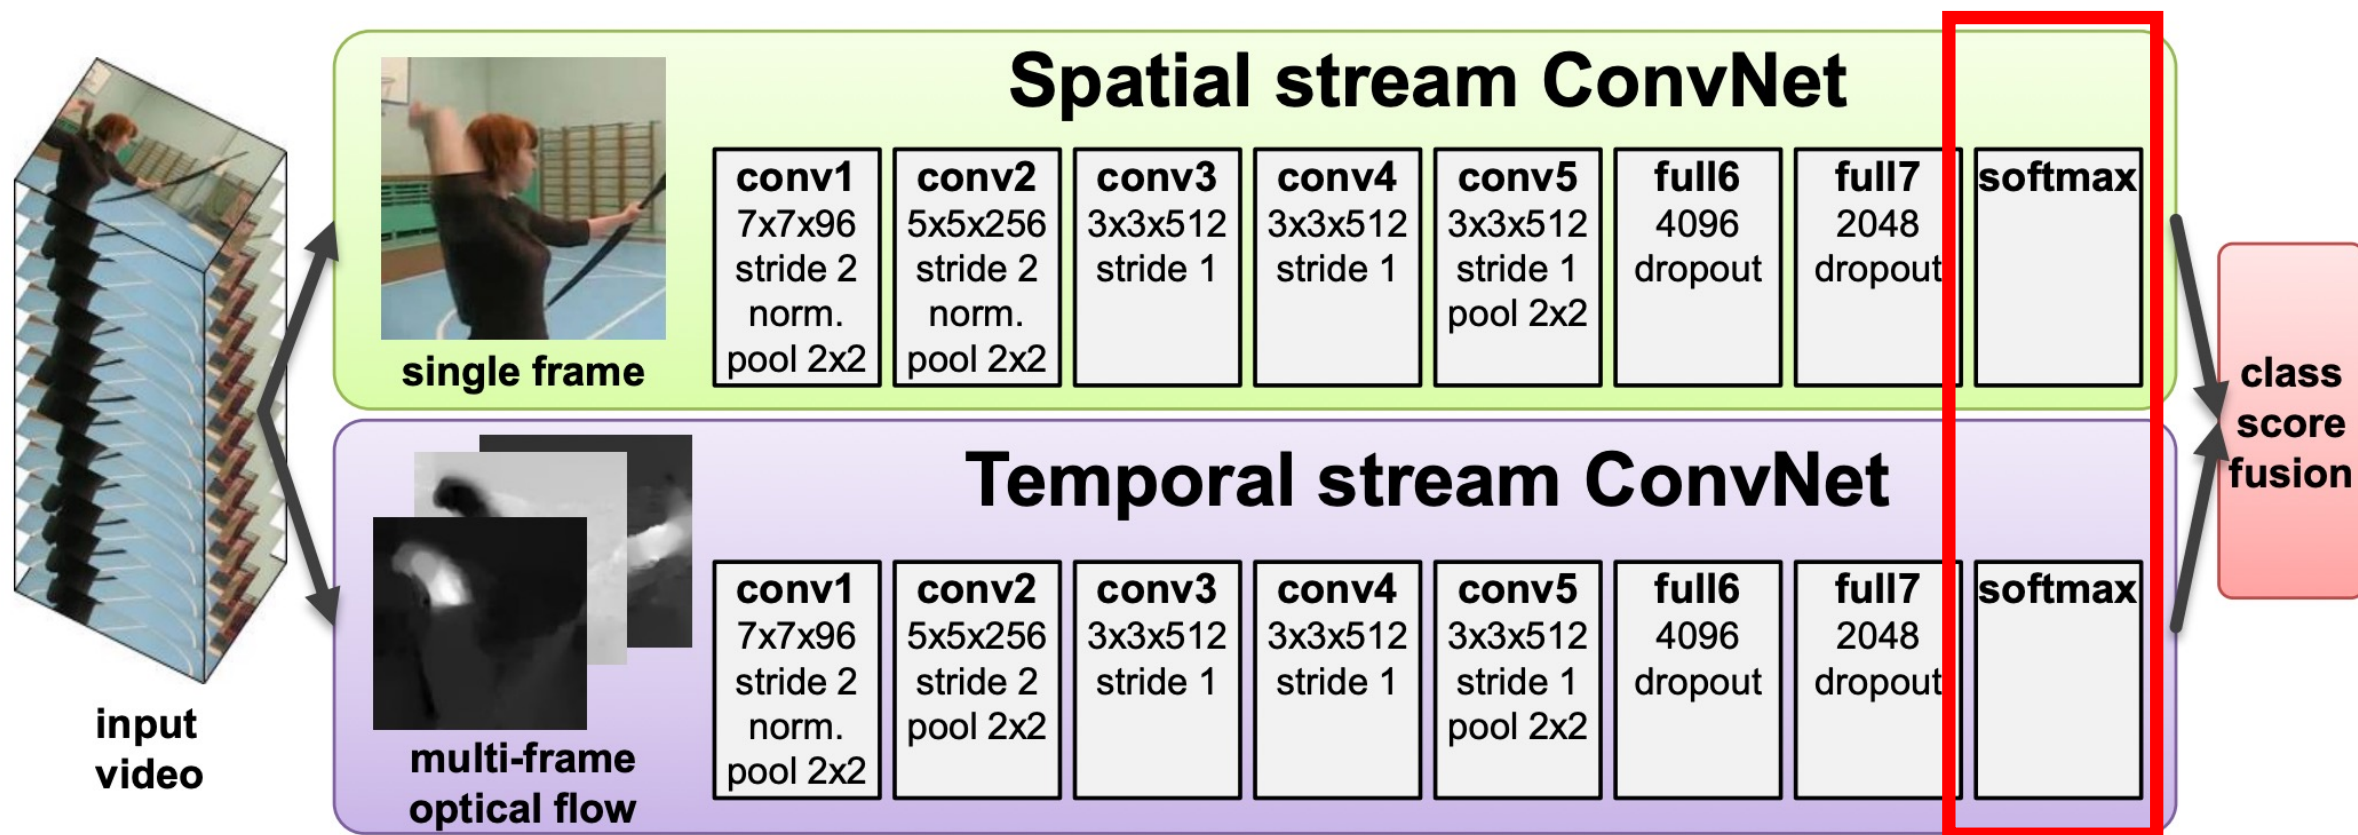 input
video
Spatial stream ConvNet
single frame
conv1
7x7x96
stride 2
norm.
pool 2x2
conv2
5x5x256
stride 2
norm.
pool 2x2
conv3
3x3x512
stride 1
conv4
3x3x512
stride 1
conv5
3x3x512
stride 1
pool 2x2
full6
4096
dropout
full7
2048
dropout
softmax
Temporal stream ConvNet
multi-frame
optical flow
conv1
7x7x96
stride 2
norm.
pool 2x2
conv2
5x5x256
stride 2
pool 2x2
conv3
3x3x512
stride 1
conv4
3x3x512
stride 1
conv5
3x3x512
stride 1
pool 2x2
full6
4096
dropout
full7
2048
dropout
softmax
class
score
fusion